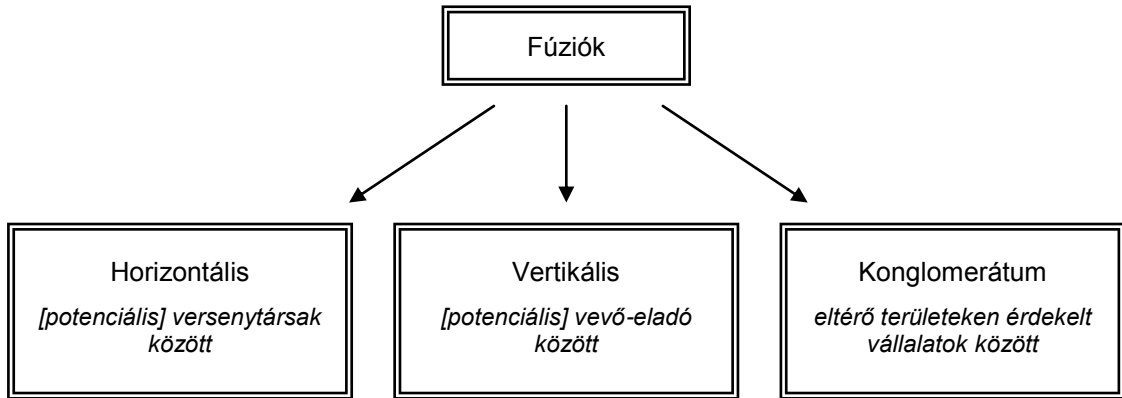 Fúziók
Horizontális
[potenciális] versenytársak
között
Vertikális
[potenciális] vevő-eladó
között
Konglomerátum
eltérő területeken érdekelt
vállalatok között